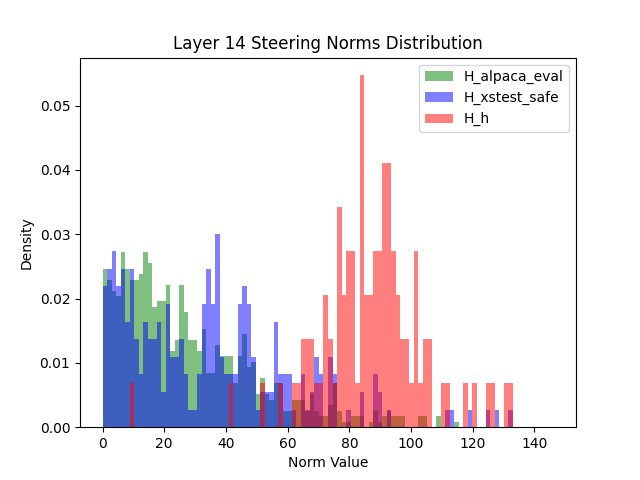 Layer 14 Steering Norms Distribution
H_alpaca_eval
H_xstest_safe
H_h
Density
0.05
0.04
0.03
0.02
0.01
0.00
0 20 40 60 80 100 120 140
Norm Value